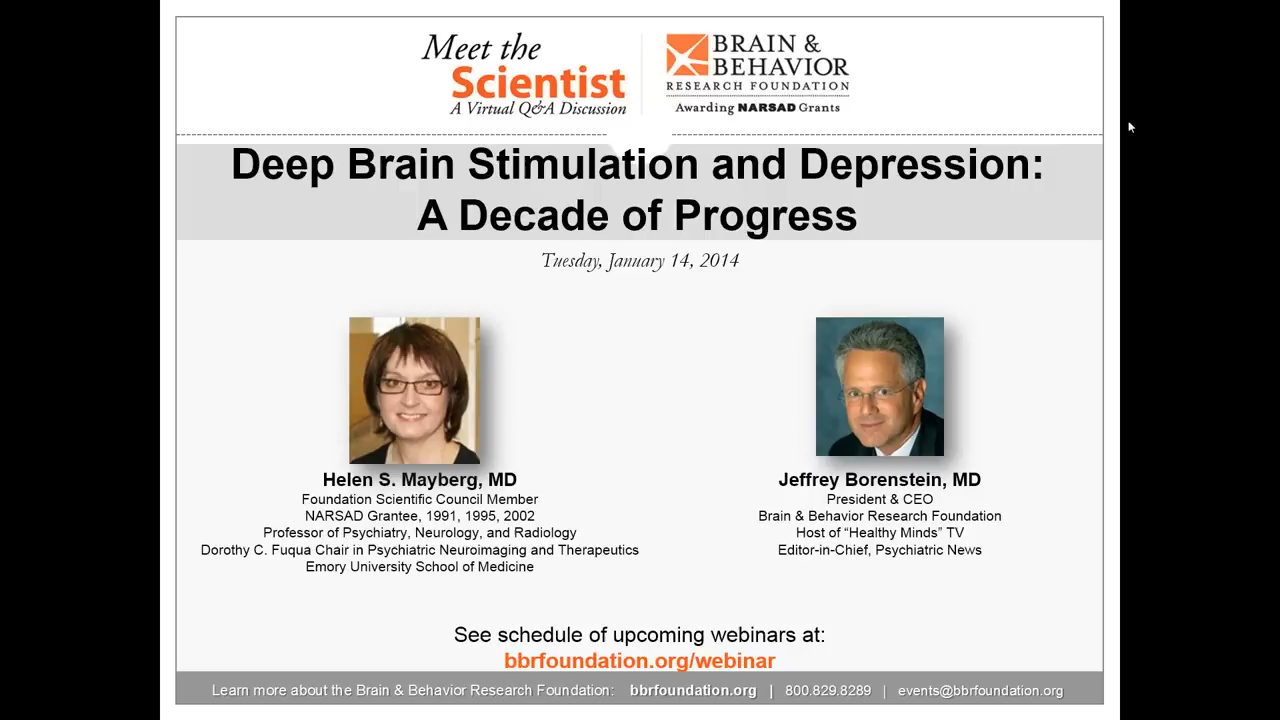 Meet the
Scientist
A Virtual Q&A Discussion
BRAIN &
BEHAVIOR
RESEARCH FOUNDATION
Awarding NARSAD Grants
Deep Brain Stimulation and Depression:
A Decade of Progress
Tuesday, January 14, 2014
Helen S. Mayberg, MD
Foundation Scientific Council Member
NARSAD Grantee, 1991, 1995, 2002
Professor of Psychiatry, Neurology, and Radiology
Dorothy C. Fuqua Chair in Psychiatric Neuroimaging and Therapeutics
Emory University School of Medicine
Jeffrey Borenstein, MD
President & CEO
Brain & Behavior Research Foundation
Host of “Healthy Minds” TV
Editor-in-Chief, Psychiatric News
See schedule of upcoming webinars at:
bbrfoundation.org/webinar
Learn more about the Brain & Behavior Research Foundation: bbrfoundation.org | 800.829.8289 | events@bbrfoundation.org